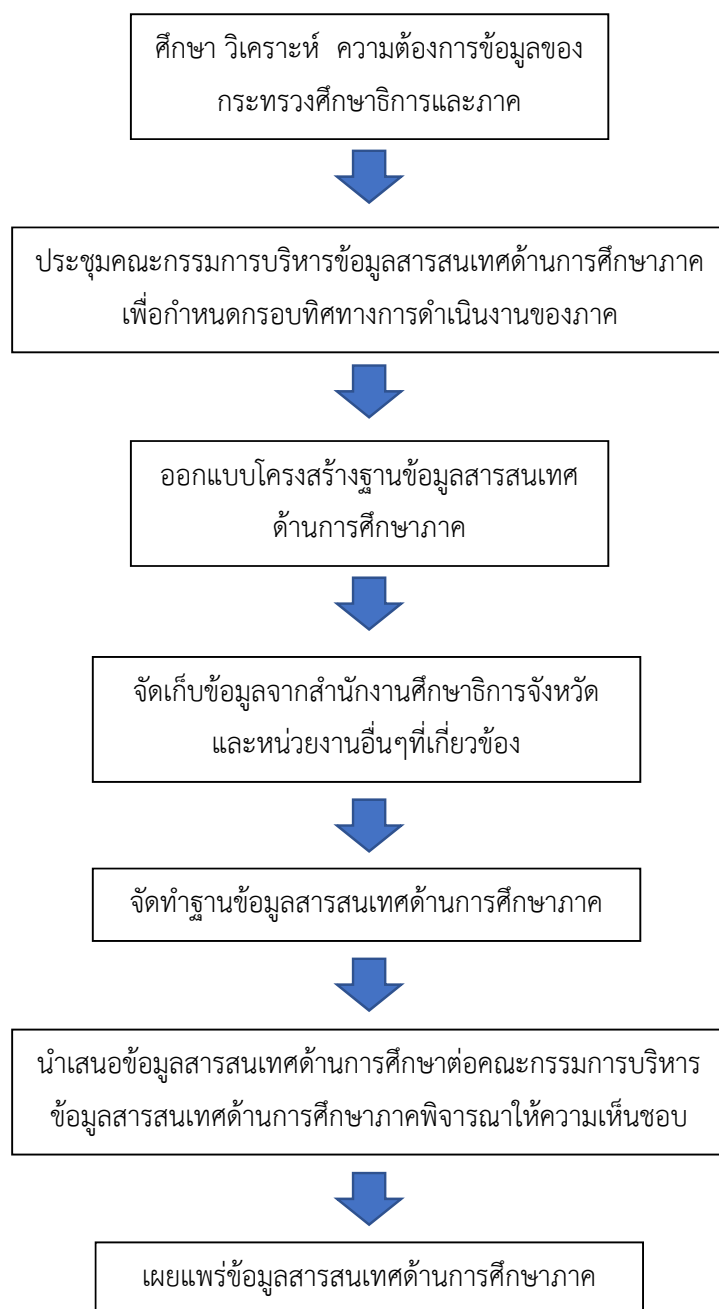 ศึกษา วิเคราะห์ ความต้องการข้อมูลของ
กระทรวงศึกษาธิการและภาค
ประชุมคณะกรรมการบริหารข้อมูลสารสนเทศด้านการศึกษาภาค
เพื่อกำหนดกรอบทิศทางการดำเนินงานของภาค
ออกแบบโครงสร้างฐานข้อมูลสารสนเทศ
ด้านการศึกษาภาค
จัดเก็บข้อมูลจากสำนักงานศึกษาธิการจังหวัด
และหน่วยงานอื่นๆที่เกี่ยวข้อง
จัดทำฐานข้อมูลสารสนเทศด้านการศึกษาภาค
นำเสนอข้อมูลสารสนเทศด้านการศึกษาต่อคณะกรรมการบริหาร
ข้อมูลสารสนเทศด้านการศึกษาภาคพิจารณาให้ความเห็นชอบ
เผยแพร่ข้อมูลสารสนเทศด้านการศึกษาภาค